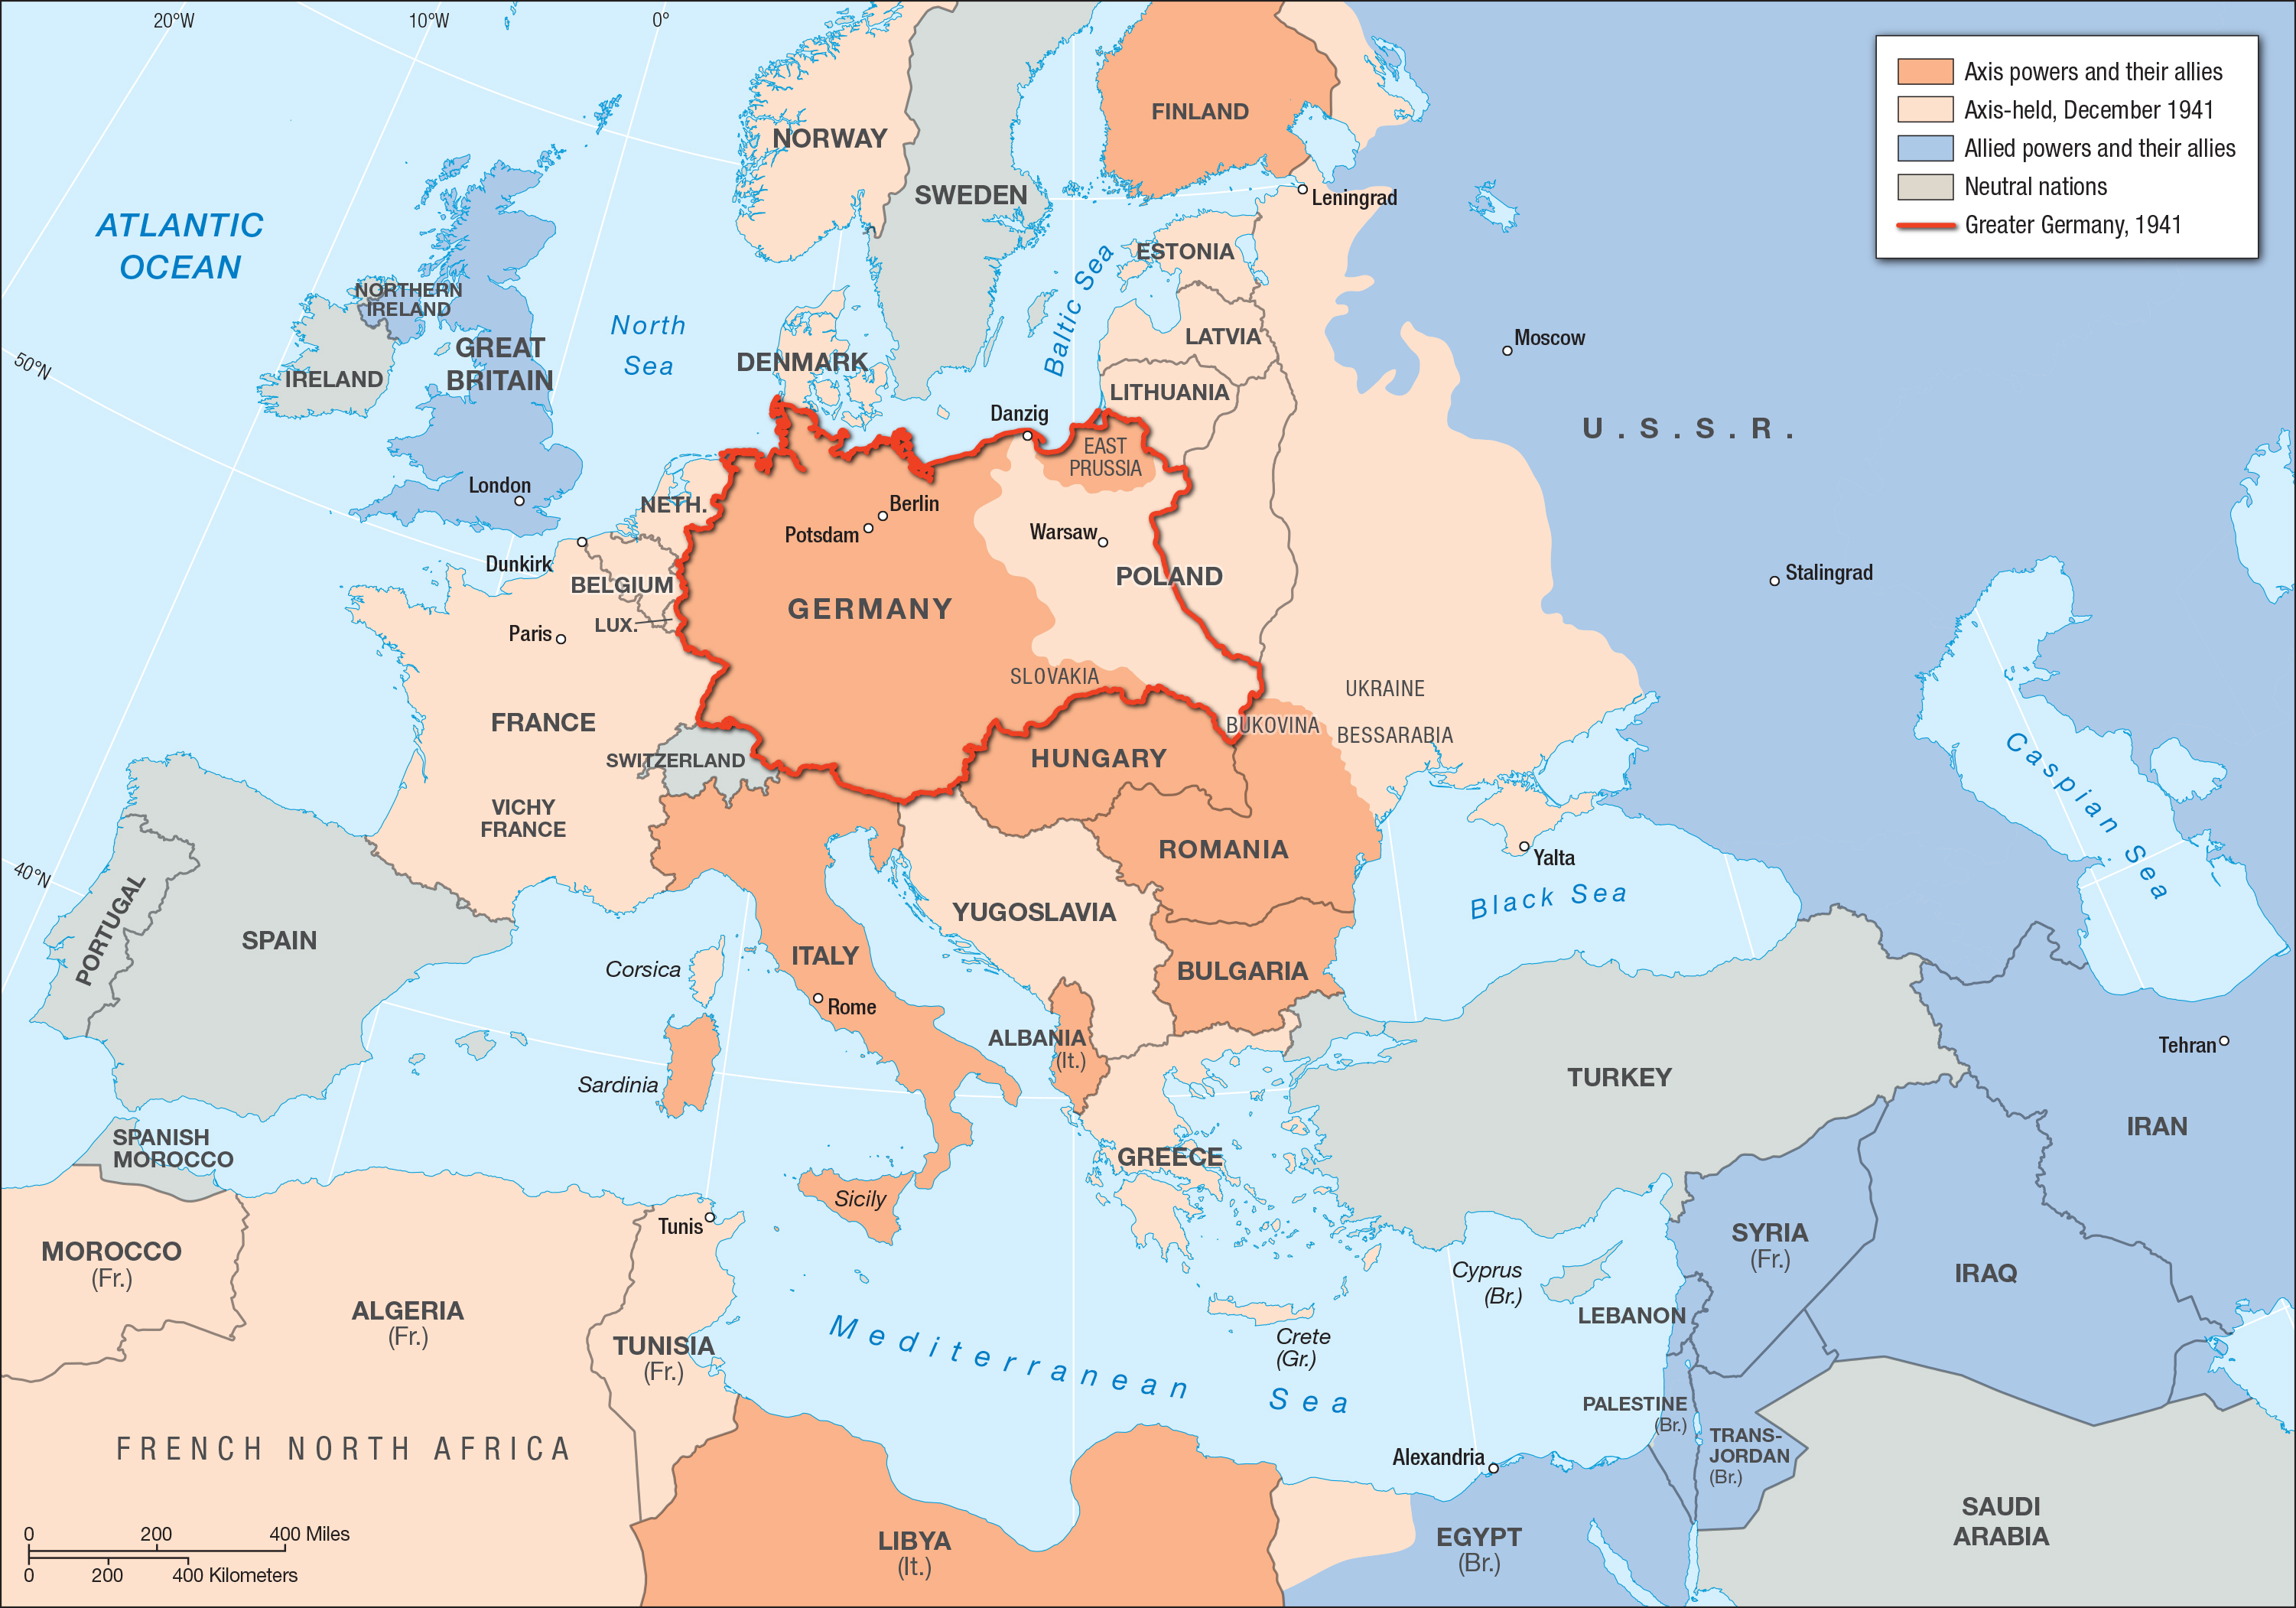 20°W
10°W
0°
Axis powers and their allies
Axis-held, December 1941
Allied powers and their allies
Neutral nations
Greater Germany, 1941
FINLAND
NORWAY
SWEDEN
Leningrad
ATLANTIC
OCEAN
ESTONIA
Baltic Sea
NORTHERN
IRELAND
North
Sea
LATVIA
Moscow
GREAT
BRITAIN
50°N
IRELAND
DENMARK
LITHUANIA
Danzig
U.S.S.R.
EAST
PRUSSIA
London
NETH.
Berlin
Potsdam
Warsaw
Dunkirk
BELGIUM
POLAND
Stalingrad
GERMANY
LUX.
Paris
SLOVAKIA
UKRAINE
FRANCE
BUKOVINA
BESSARABIA
SWITZERLAND
HUNGARY
Caspian Sea
VICHY
FRANCE
ROMANIA
Yalta
40°N
Black Sea
PORTUGAL
SPAIN
YUGOSLAVIA
ITALY
Corsica
BULGARIA
Rome
ALBANIA
(It.)
Tehran
Sardinia
TURKEY
SPANISH
MOROCCO
IRAN
GREECE
Sicily
Tunis
SYRIA
(Fr.)
MOROCCO
(Fr.)
Cyprus
(Br.)
IRAQ
ALGERIA
(Fr.)
LEBANON
TUNISIA
(Fr.)
Crete
(Gr.)
Mediterranean
Sea
PALESTINE
(Br.)
TRANS-
JORDAN
(Br.)
FRENCH NORTH AFRICA
Alexandria
SAUDI
ARABIA
LIBYA
(It.)
EGYPT
(Br.)
0 200 400 Miles
0 200 400 Kilometers